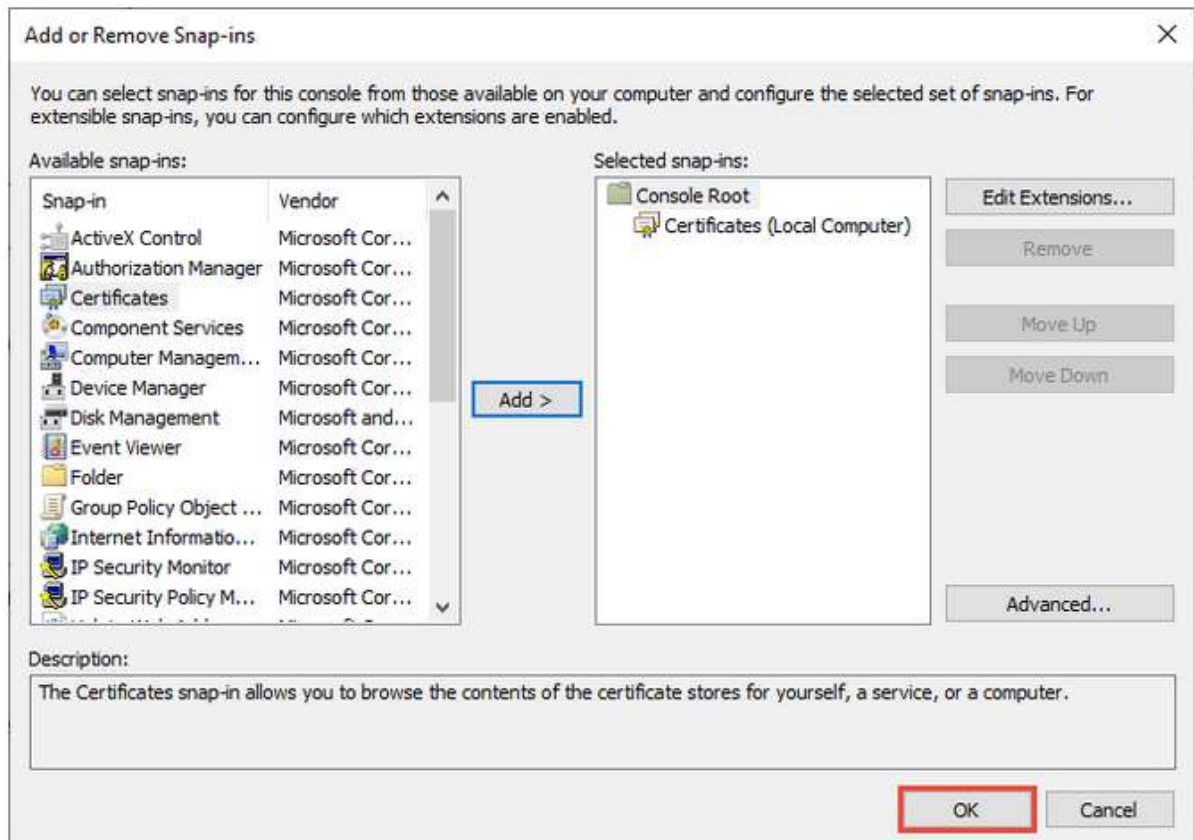 Add or Remove Snap-ins
You can select snap-ins for this console from those available on your computer and configure the selected set of snap-ins. For
extensible snap-ins, you can configure which extensions are enabled.
Available snap-ins:
Snap-in Vendor
ActiveX Control Microsoft Cor...
Authorization Manager Microsoft Cor...
Certificates Microsoft Cor...
Component Services Microsoft Cor...
Computer Managem... Microsoft Cor...
Device Manager Microsoft Cor...
Disk Management Microsoft and...
Event Viewer Microsoft Cor...
Folder Microsoft Cor...
Group Policy Object ... Microsoft Cor...
Internet Informatio... Microsoft Cor...
IP Security Monitor Microsoft Cor...
IP Security Policy M... Microsoft Cor...
Add >
Selected snap-ins:
Console Root
Certificates (Local Computer)
Edit Extensions...
Remove
Move Up
Move Down
Advanced...
Description:
The Certificates snap-in allows you to browse the contents of the certificate stores for yourself, a service, or a computer.
OK
Cancel